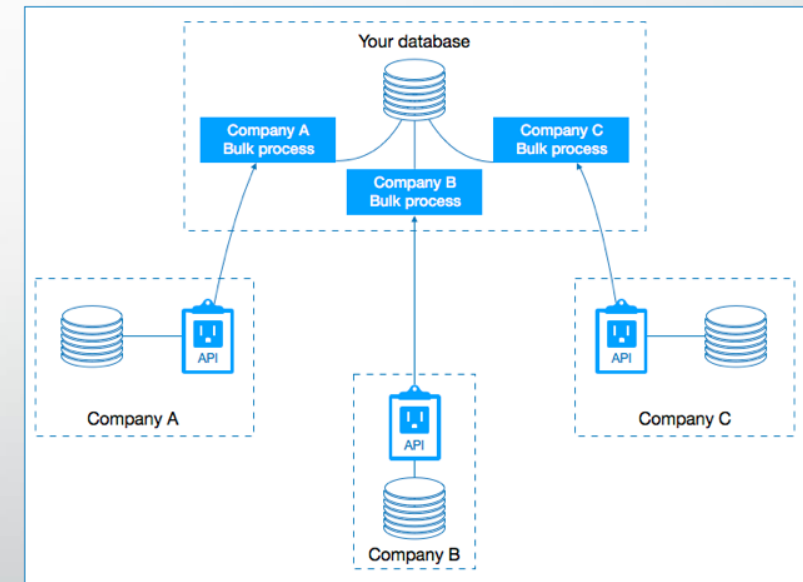 Your database
Company A
Bulk process
Company C
Bulk process
Company B
Bulk process
API
API
Company A
Company C
API
Company B